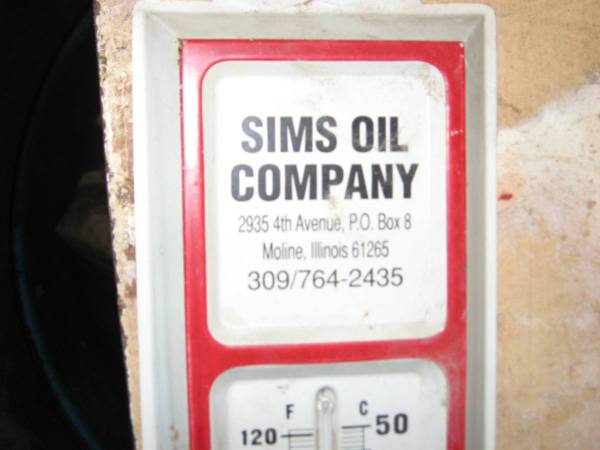 SIMS OIL
COMPANY
2935 4th Avenue, P.O. Box 8
Moline, Illinois 61265
309/764-2435
F C
120 50